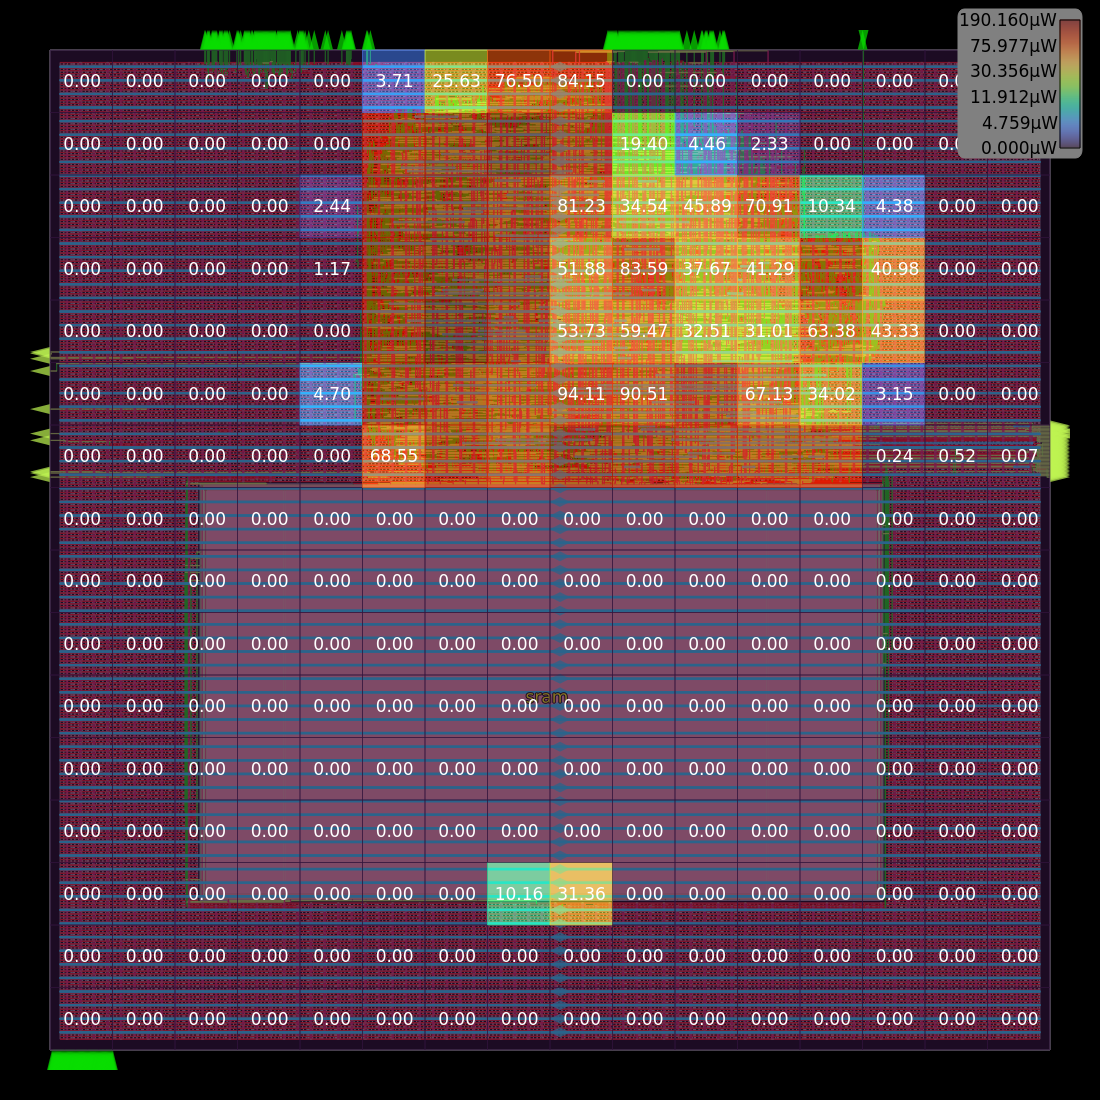 190.160µW
75.977µW
30.356µW
11.912µW
4.759µW
0.000µW
0.00 0.00 0.00 0.00 0.00 3.71 25.63 76.50 84.15 0.00 0.00 0.00 0.00 0.00
0.00 0.00 0.00 0.00 0.00 19.40 4.46 2.33 0.00 0.00
0.00 0.00 0.00 0.00 2.44 81.23 34.54 45.89 70.91 10.34 4.38 0.00 0.00
0.00 0.00 0.00 0.00 1.17 51.88 83.59 37.67 41.29 40.98 0.00 0.00
0.00 0.00 0.00 0.00 0.00 53.73 59.47 32.51 31.01 63.38 43.33 0.00 0.00
0.00 0.00 0.00 0.00 4.70 94.11 90.51 67.13 34.02 3.15 0.00 0.00
0.00 0.00 0.00 0.00 0.00 68.55 0.24 0.52 0.07
0.00 0.00 0.00 0.00 0.00 0.00 0.00 0.00 0.00 0.00 0.00 0.00 0.00 0.00 0.00 0.00
0.00 0.00 0.00 0.00 0.00 0.00 0.00 0.00 0.00 0.00 0.00 0.00 0.00 0.00 0.00 0.00
0.00 0.00 0.00 0.00 0.00 0.00 0.00 0.00 0.00 0.00 0.00 0.00 0.00 0.00 0.00 0.00
sram
0.00 0.00 0.00 0.00 0.00 0.00 0.00 0.00 0.00 0.00 0.00 0.00 0.00 0.00 0.00 0.00
0.00 0.00 0.00 0.00 0.00 0.00 0.00 0.00 0.00 0.00 0.00 0.00 0.00 0.00 0.00 0.00
0.00 0.00 0.00 0.00 0.00 0.00 0.00 0.00 0.00 0.00 0.00 0.00 0.00 0.00 0.00 0.00
0.00 0.00 0.00 0.00 0.00 0.00 0.00 10.16 31.36 0.00 0.00 0.00 0.00 0.00 0.00 0.00
0.00 0.00 0.00 0.00 0.00 0.00 0.00 0.00 0.00 0.00 0.00 0.00 0.00 0.00 0.00 0.00
0.00 0.00 0.00 0.00 0.00 0.00 0.00 0.00 0.00 0.00 0.00 0.00 0.00 0.00 0.00 0.00